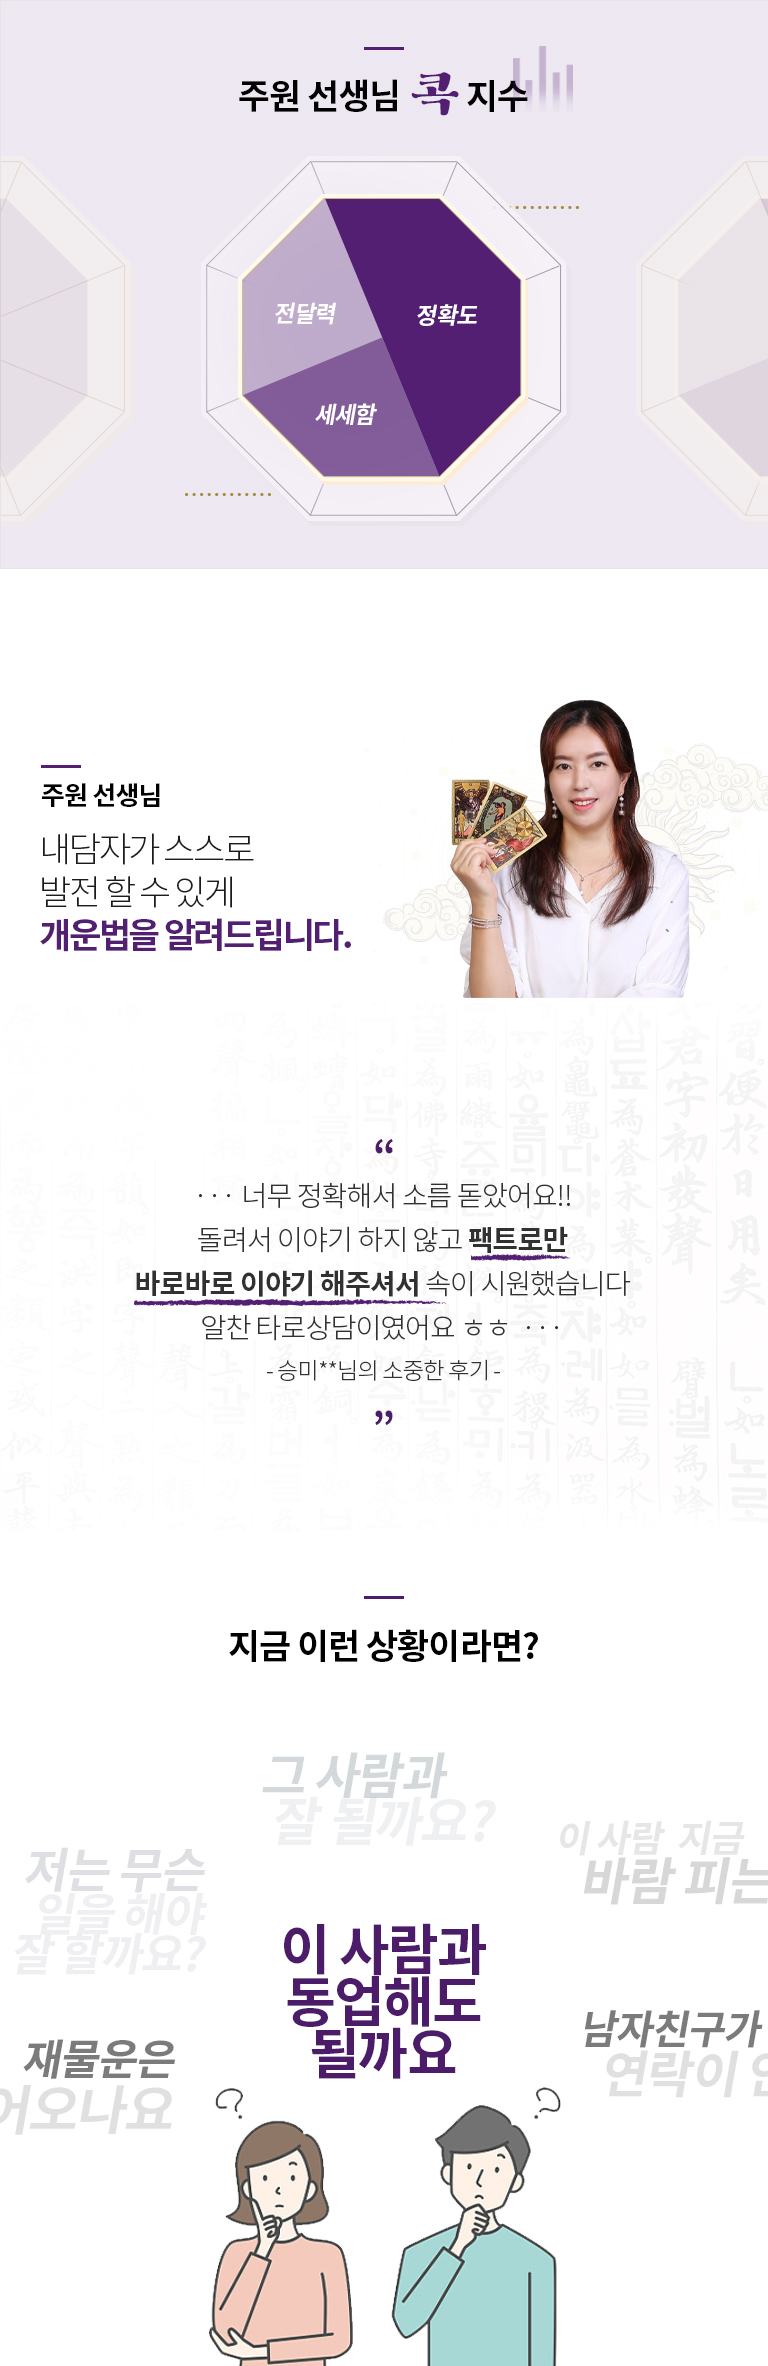 주원 선생님 콕 지수
전달력
정확도
세세함
주원 선생님
내담자가 스스로
발전 할 수 있게
개운법을 알려드립니다.
“
··· 너무 정확해서 소름 돋았어요!!
돌려서 이야기 하지 않고 팩트로만
바로바로 이야기 해주셔서 속이 시원했습니다
알찬 타로상담이였어요 ㅎㅎ ···
- 승미**님의 소중한 후기 -
”
지금 이런 상황이라면?
그 사람과
잘 될까요?
이 사람 지금
바람 피는
저는 무슨
일을 해야
잘 할까요?
이 사람과
동업해도
될까요
남자친구가
연락이 안
재물운은
어오나요